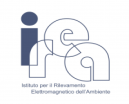 irea
Istituto per il Rilevamento
Elettromagnetico dell'Ambiente